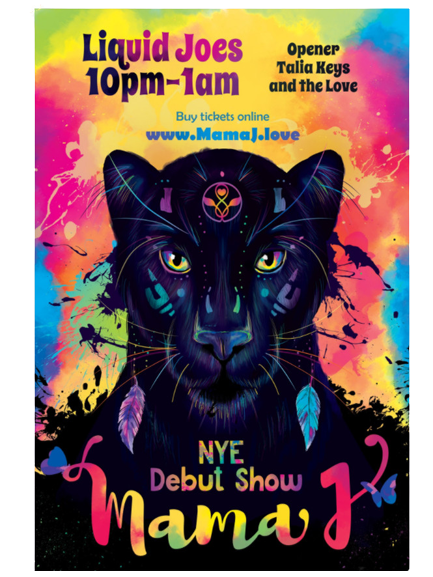 Liquid Joes
10pm-1am
Opener
Talia Keys
and the Love
Buy tickets online
www.MamaJ.love
NYE
Debut Show
Mama J